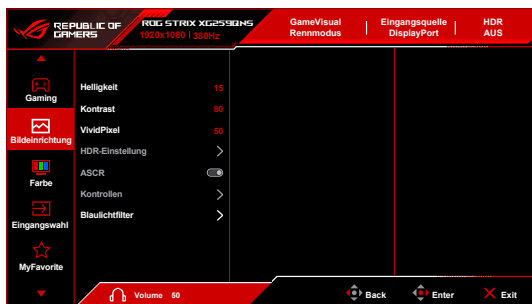 REPUBLIC OF
GAMERS
ROG STRIX XG259QNS
1920x1080 | 380Hz
GameVisual
Rennmodus
Eingangsquelle
DisplayPort
HDR
AUS
Gaming
Bildeinrichtung
Farbe
Eingangswahl
MyFavorite
Helligkeit 15
Kontrast 80
VividPixel 50
HDR-Einstellung
ASCR
Kontrollen
Blaulichtfilter
Volume 50
Back
Enter
Exit